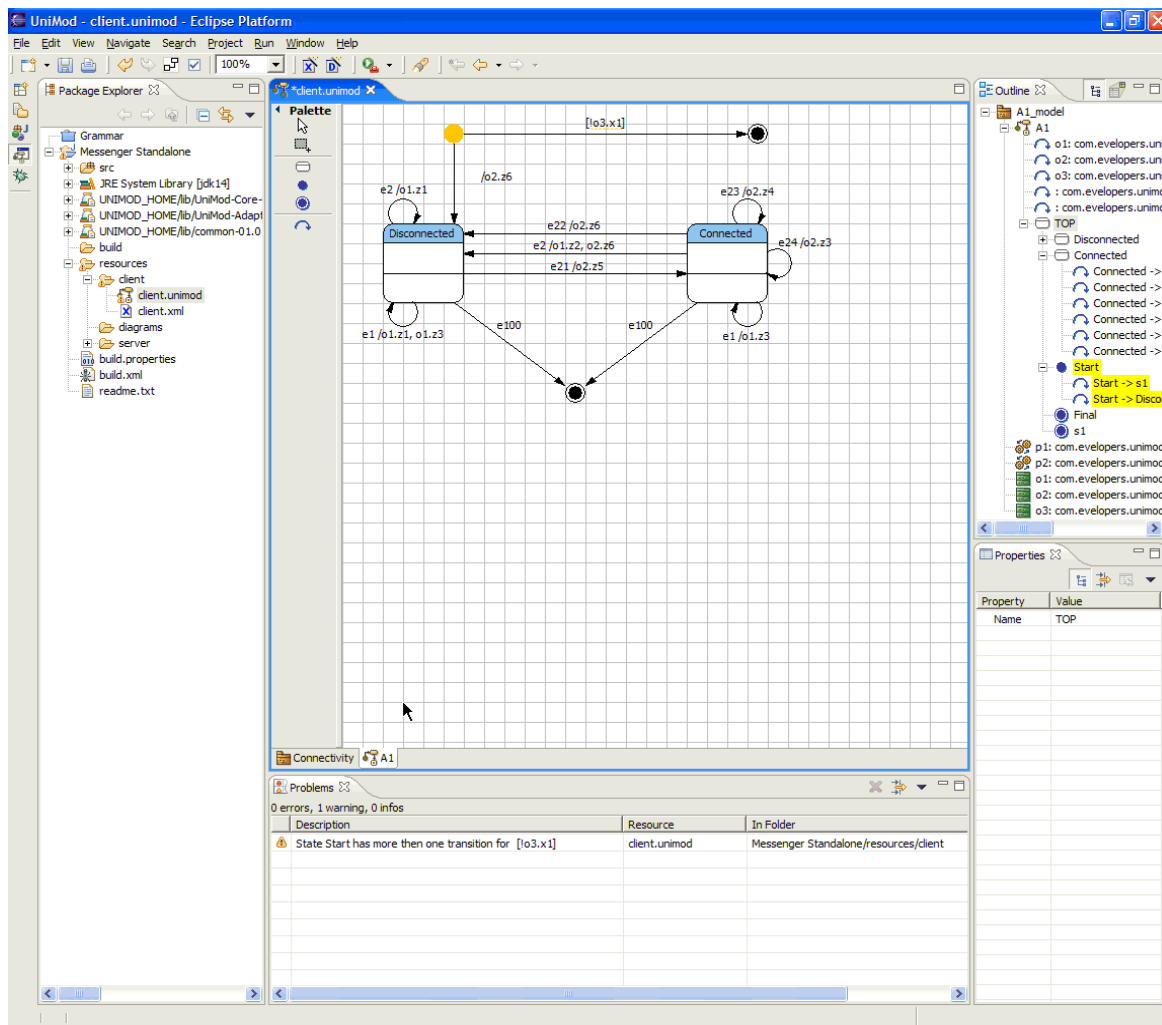 UniMod - client.unimod - Eclipse Platform
File Edit View Navigate Search Project Run Window Help
100%
Package Explorer
Grammar
Messenger Standalone
src
JRE System Library [jdk14]
UNIMOD_HOME/lib/UniMod-Core-
UNIMOD_HOME/lib/UniMod-Adapt
UNIMOD_HOME/lib/common-01.0
build
resources
client
client.unimod
client.xml
diagrams
server
build.properties
build.xml
readme.txt
*client.unimod
Palette
[!o3.x1]
/o2.z6
e2 /o1.z1
e23 /o2.z4
Disconnected
e22 /o2.z6
Connected
e2 /o1.z2, o2.z6
e24 /o2.z3
e21 /o2.z5
e1 /o1.z1, o1.z3
e100
e100
e1 /o1.z3
Connectivity
A1
Problems
0 errors, 1 warning, 0 infos
Description Resource In Folder
State Start has more then one transition for [!o3.x1] client.unimod Messenger Standalone/resources/client
Outline
A1_model
A1
o1: com.evelopers.un
o2: com.evelopers.un
o3: com.evelopers.un
: com.evelopers.unimo
: com.evelopers.unimo
TOP
Disconnected
Connected
Connected ->
Connected ->
Connected ->
Connected ->
Connected ->
Connected ->
Start
Start -> s1
Start -> Disco
Final
s1
p1: com.evelopers.unimod
p2: com.evelopers.unimod
o1: com.evelopers.unimod
o2: com.evelopers.unimod
o3: com.evelopers.unimod
Properties
Property Value
Name TOP